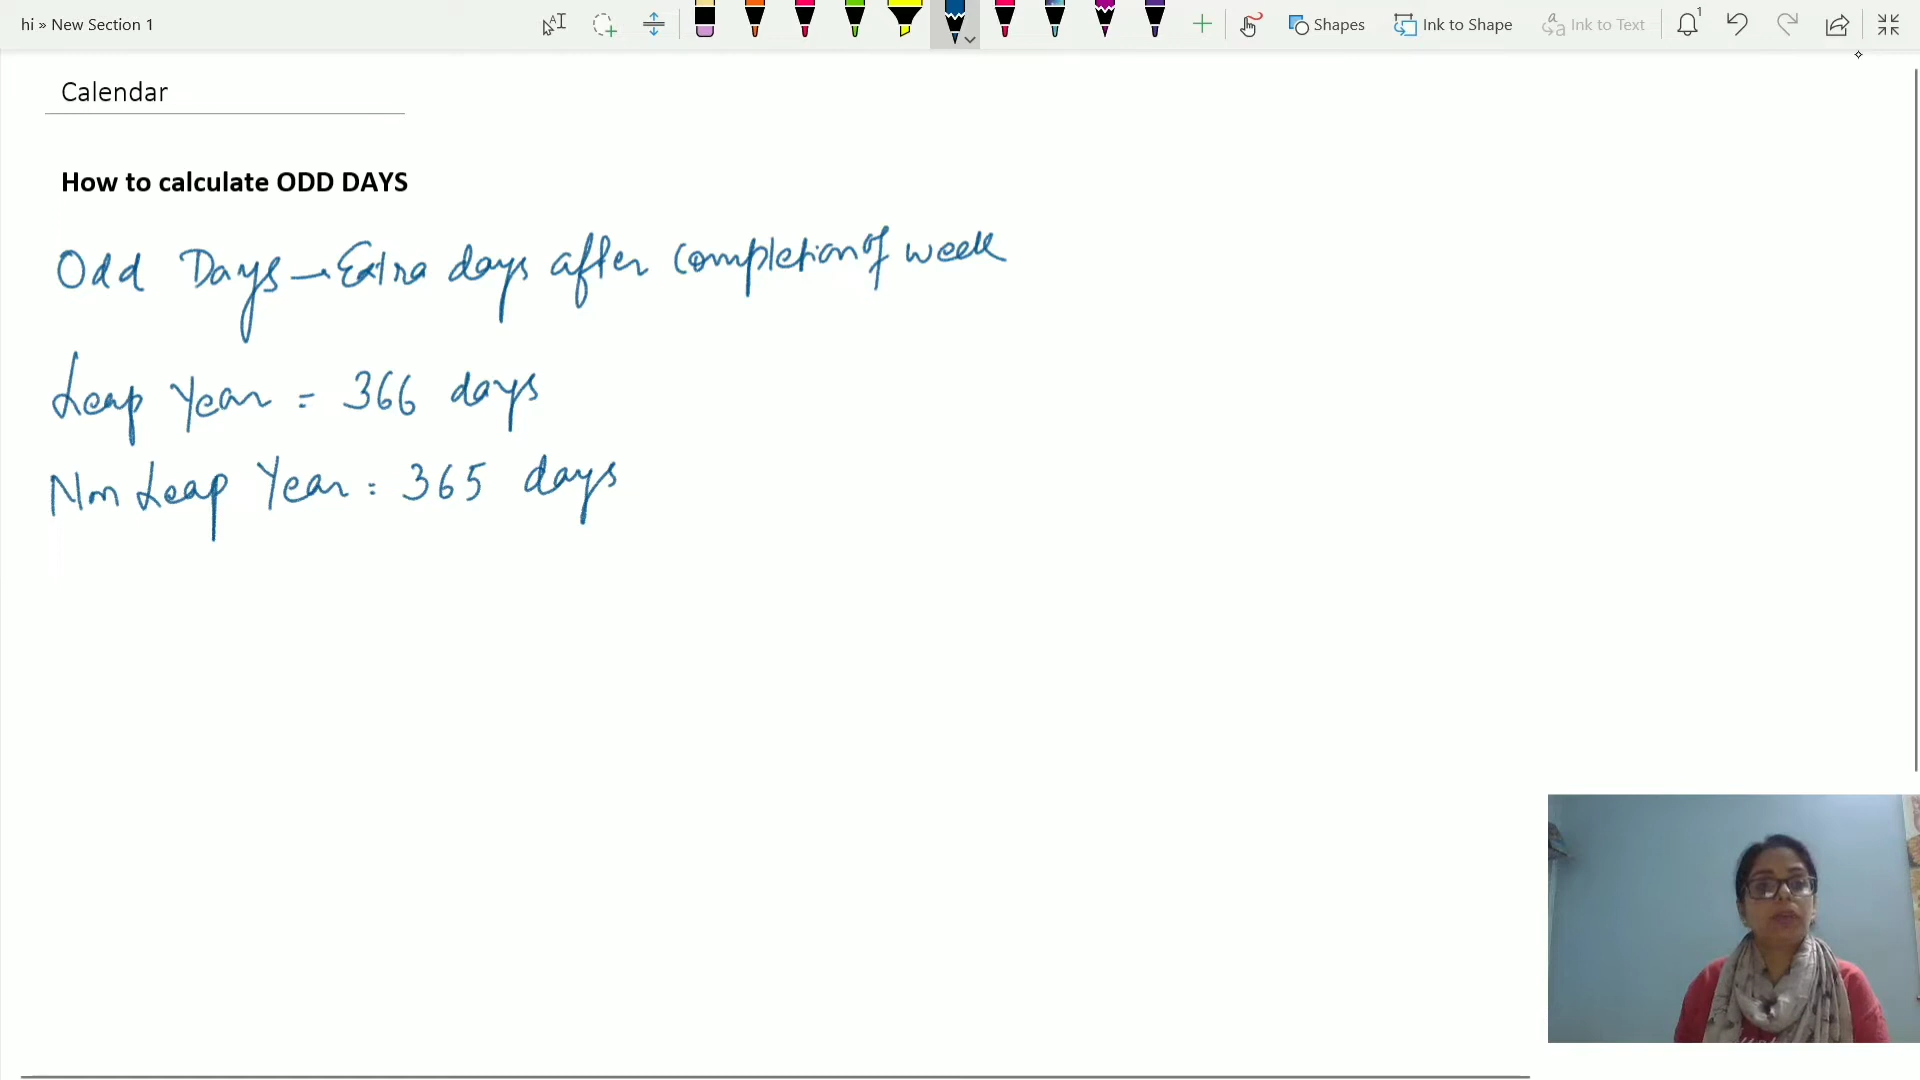 hi » New Section 1
Shapes
Ink to Shape
Ink to Text
1
Calendar
How to calculate ODD DAYS
Odd Days → Extra days after completion of week
Leap Year = 366 days
Non Leap Year = 365 days